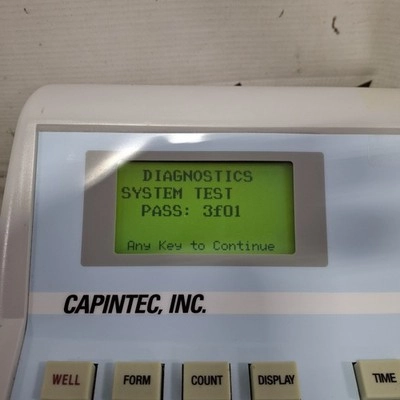 DIAGNOSTICS
SYSTEM TEST
PASS: 3f01
Any Key to Continue
CAPINTEC, INC.
WELL FORM COUNT DISPLAY TIME